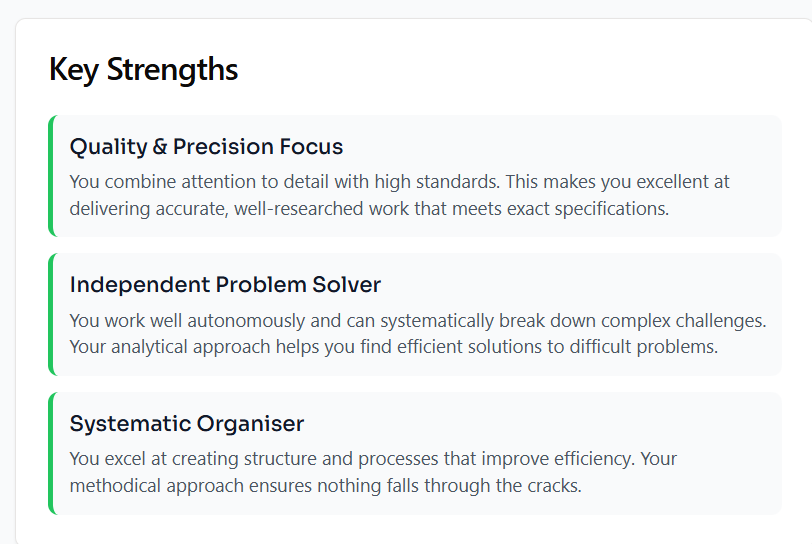 Key Strengths
Quality & Precision Focus
You combine attention to detail with high standards. This makes you excellent at
delivering accurate, well-researched work that meets exact specifications.
Independent Problem Solver
You work well autonomously and can systematically break down complex challenges.
Your analytical approach helps you find efficient solutions to difficult problems.
Systematic Organiser
You excel at creating structure and processes that improve efficiency. Your
methodical approach ensures nothing falls through the cracks.